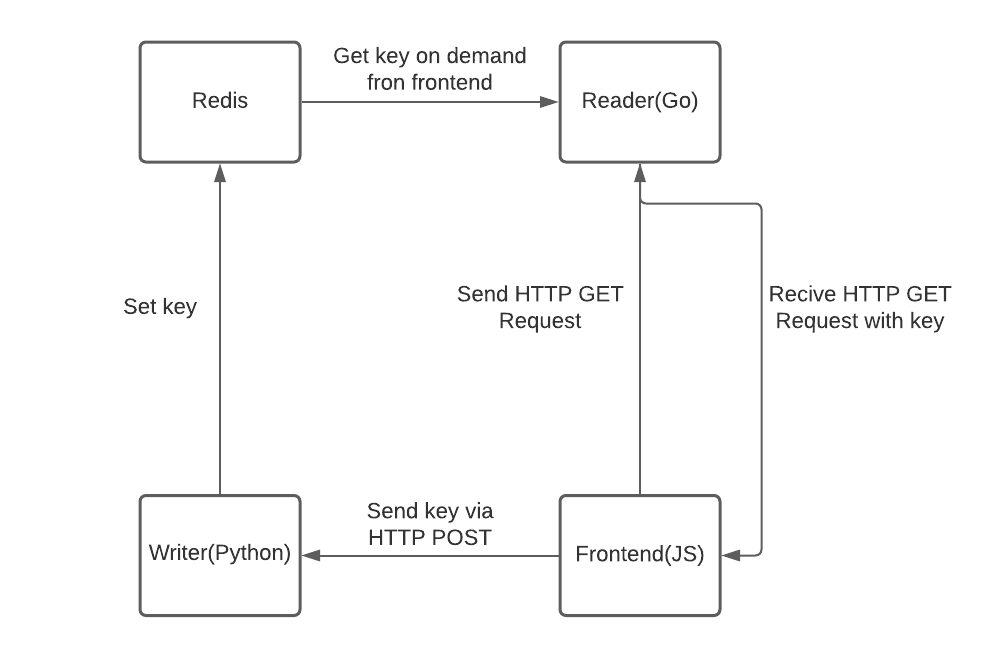 Get key on demand
fron frontend
Redis
Reader(Go)
Send HTTP GET
Request
Recive HTTP GET
Request with key
Set key
Send key via
HTTP POST
Writer(Python)
Frontend(JS)